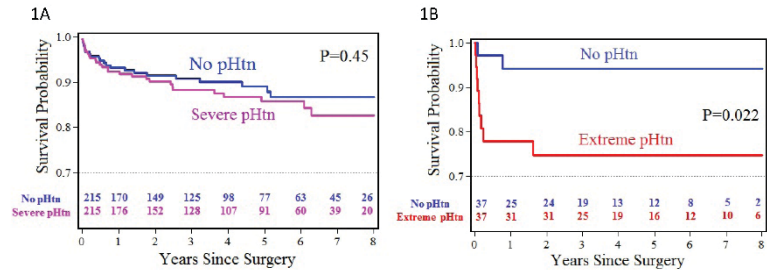 1A
1.0
0.9
0.8
0.7
Survival Probability
No pHtn
P=0.45
Severe pHtn
No pHtn 215 170 149 125 98 77 63 45 26
Severe pHtn 215 176 152 128 107 91 60 39 20
0 1 2 3 4 5 6 7 8
Years Since Surgery
1B
1.0
0.9
0.8
0.7
Survival Probability
No pHtn
P=0.022
Extreme pHtn
No pHtn 37 25 24 19 13 12 8 5 2
Extreme pHtn 37 31 31 25 19 16 12 10 6
0 1 2 3 4 5 6 7 8
Years Since Surgery